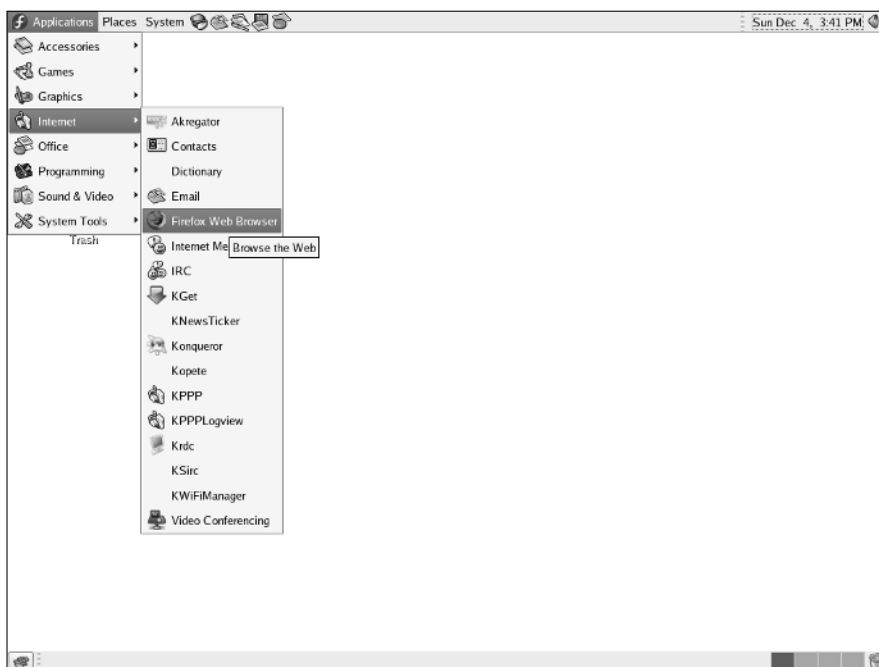 Applications Places System Sun Dec 4, 3:41 PM
Accessories
Games
Graphics
Internet
Office
Programming
Sound & Video
System Tools
Trash
Akregator
Contacts
Dictionary
Email
Firefox Web Browser
Internet Me
Browse the Web
IRC
KGet
KNewsTicker
Konqueror
Kopete
KPPP
KPPPLogview
Krdc
KSirc
KWiFiManager
Video Conferencing